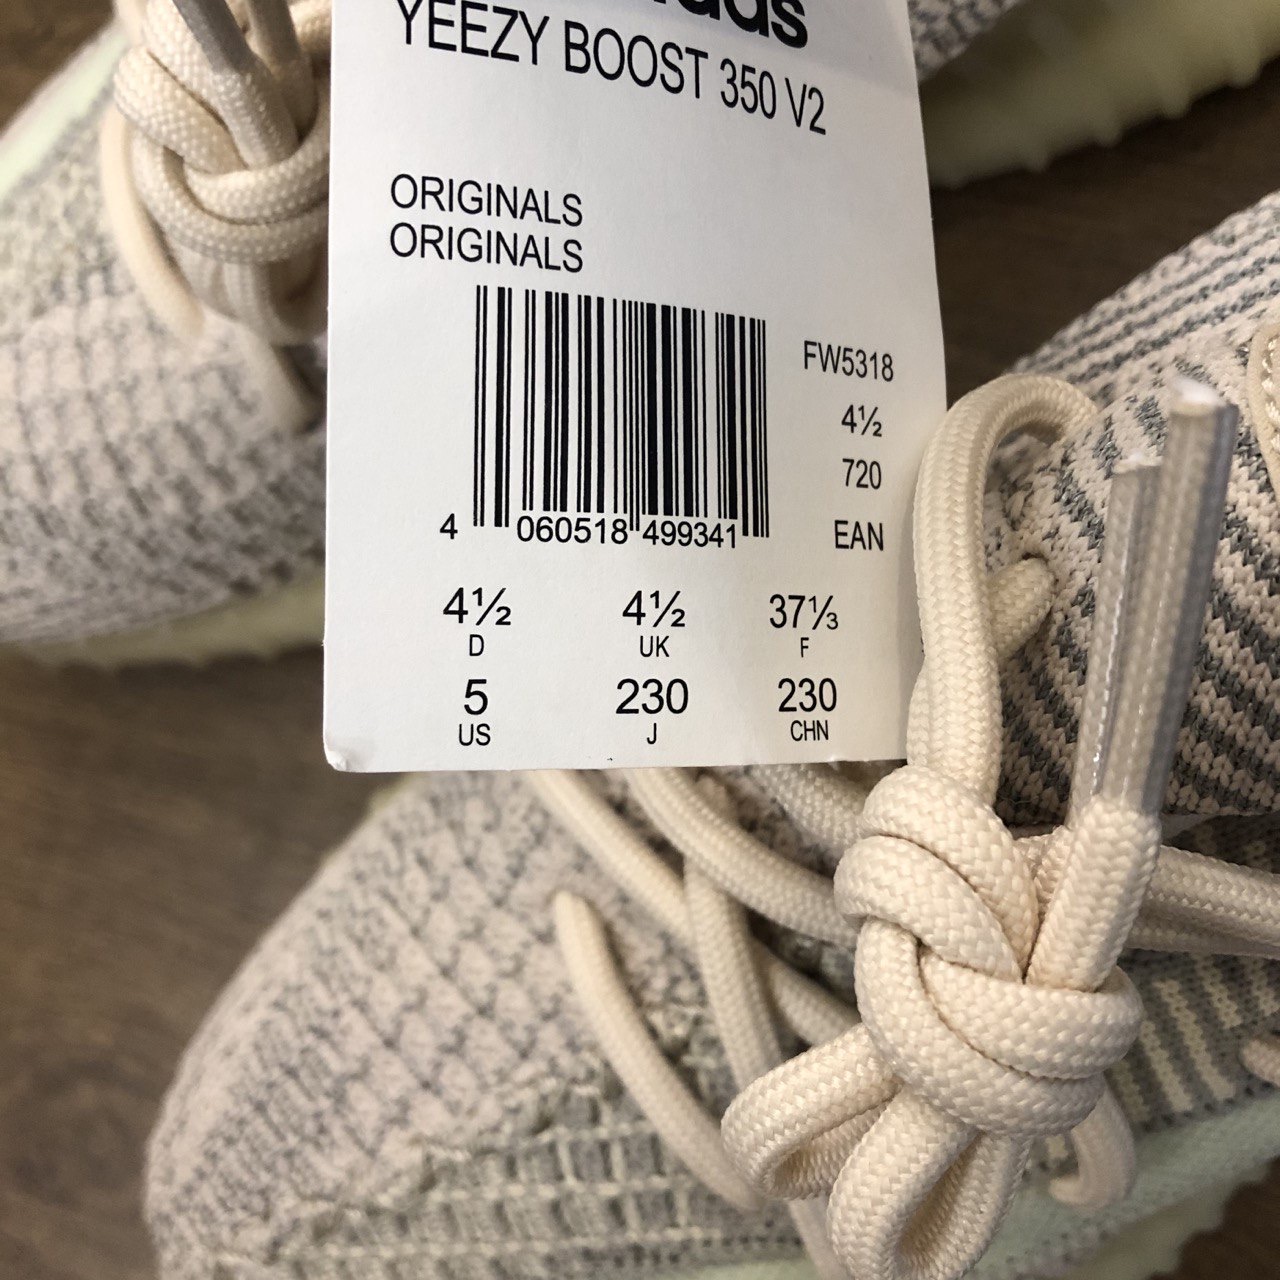 YEEZY BOOST 350 V2
ORIGINALS
ORIGINALS
FW5318
4½
720
EAN
4 060518 499341
4½ 4½ 37⅓
D UK F
5 230 230
US J CHN